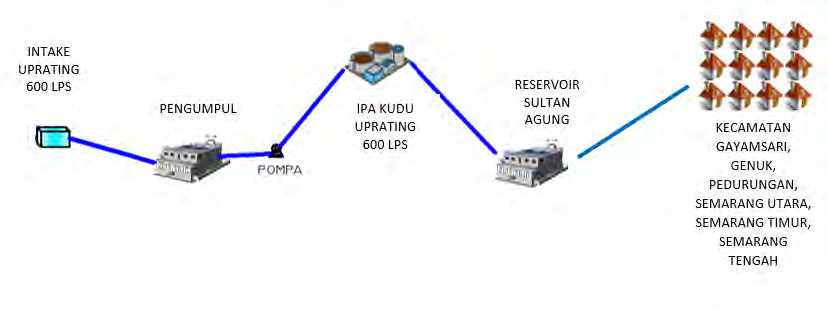 INTAKE
UPRATING
600 LPS
PENGUMPUL
POMPA
IPA KUDU
UPRATING
600 LPS
RESERVOIR
SULTAN
AGUNG
KECAMATAN
GAYAMSARI,
GENUK,
PEDURUNGAN,
SEMARANG UTARA,
SEMARANG TIMUR,
SEMARANG
TENGAH